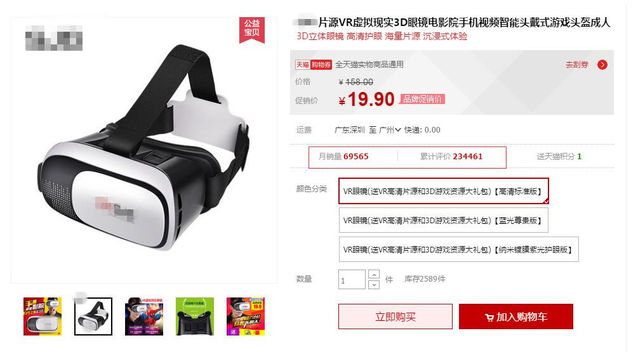 公益
宝贝
片源VR虚拟现实3D眼镜电影院手机视频智能头戴式游戏头盔成人
3D立体眼镜 高清护眼 海量片源 沉浸式体验
天猫 购物券 全天猫实物商品通用 去刮券
价格 ¥158.00
促销价 ¥19.90 品牌促销价
运费 广东深圳 至 广州 快递: 0.00
月销量 69565 累计评价 234461 送天猫积分 1
颜色分类
VR眼镜(送VR高清片源和3D游戏资源大礼包)【高清标准版】
VR眼镜(送VR高清片源和3D游戏资源大礼包)【蓝光尊贵版】
VR眼镜(送VR高清片源和3D游戏资源大礼包)【纳米镀膜紫光护眼版】
数量 1 件 库存2589件
立即购买 加入购物车